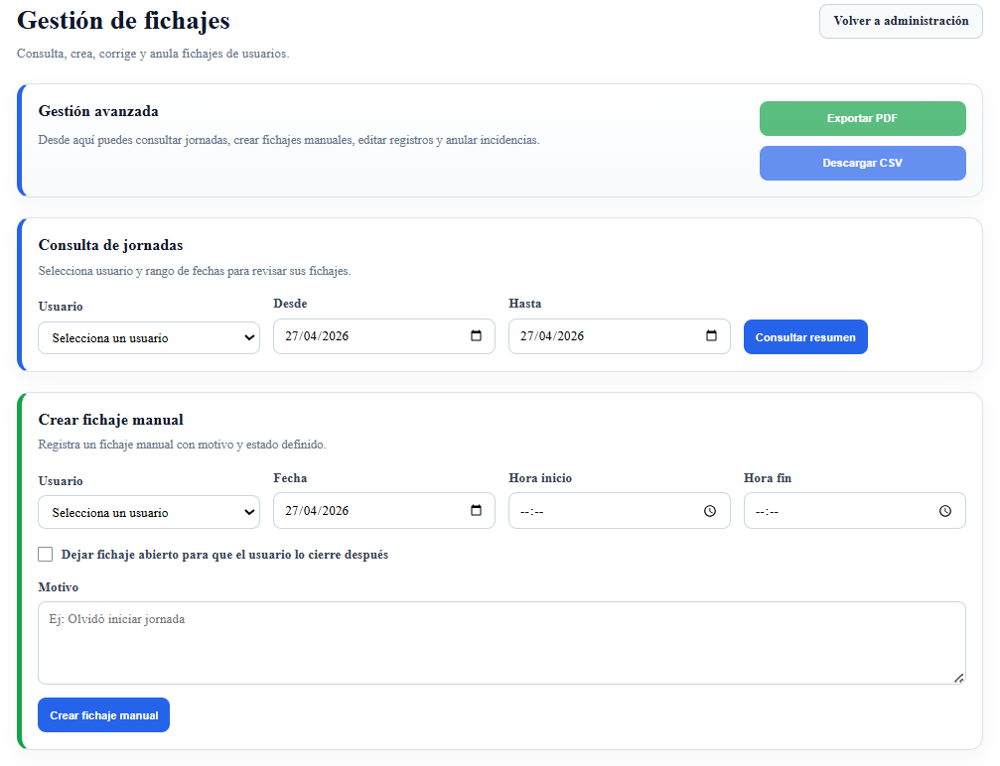 Gestión de fichajes
Volver a administración
Consulta, crea, corrige y anula fichajes de usuarios.
Gestión avanzada
Desde aquí puedes consultar jornadas, crear fichajes manuales, editar registros y anular incidencias.
Exportar PDF
Descargar CSV
Consulta de jornadas
Selecciona usuario y rango de fechas para revisar sus fichajes.
Usuario
Desde
Hasta
Selecciona un usuario
27/04/2026
27/04/2026
Consultar resumen
Crear fichaje manual
Registra un fichaje manual con motivo y estado definido.
Usuario
Fecha
Hora inicio
Hora fin
Selecciona un usuario
27/04/2026
--:--
--:--
Dejar fichaje abierto para que el usuario lo cierre después
Motivo
Ej: Olvidó iniciar jornada
Crear fichaje manual